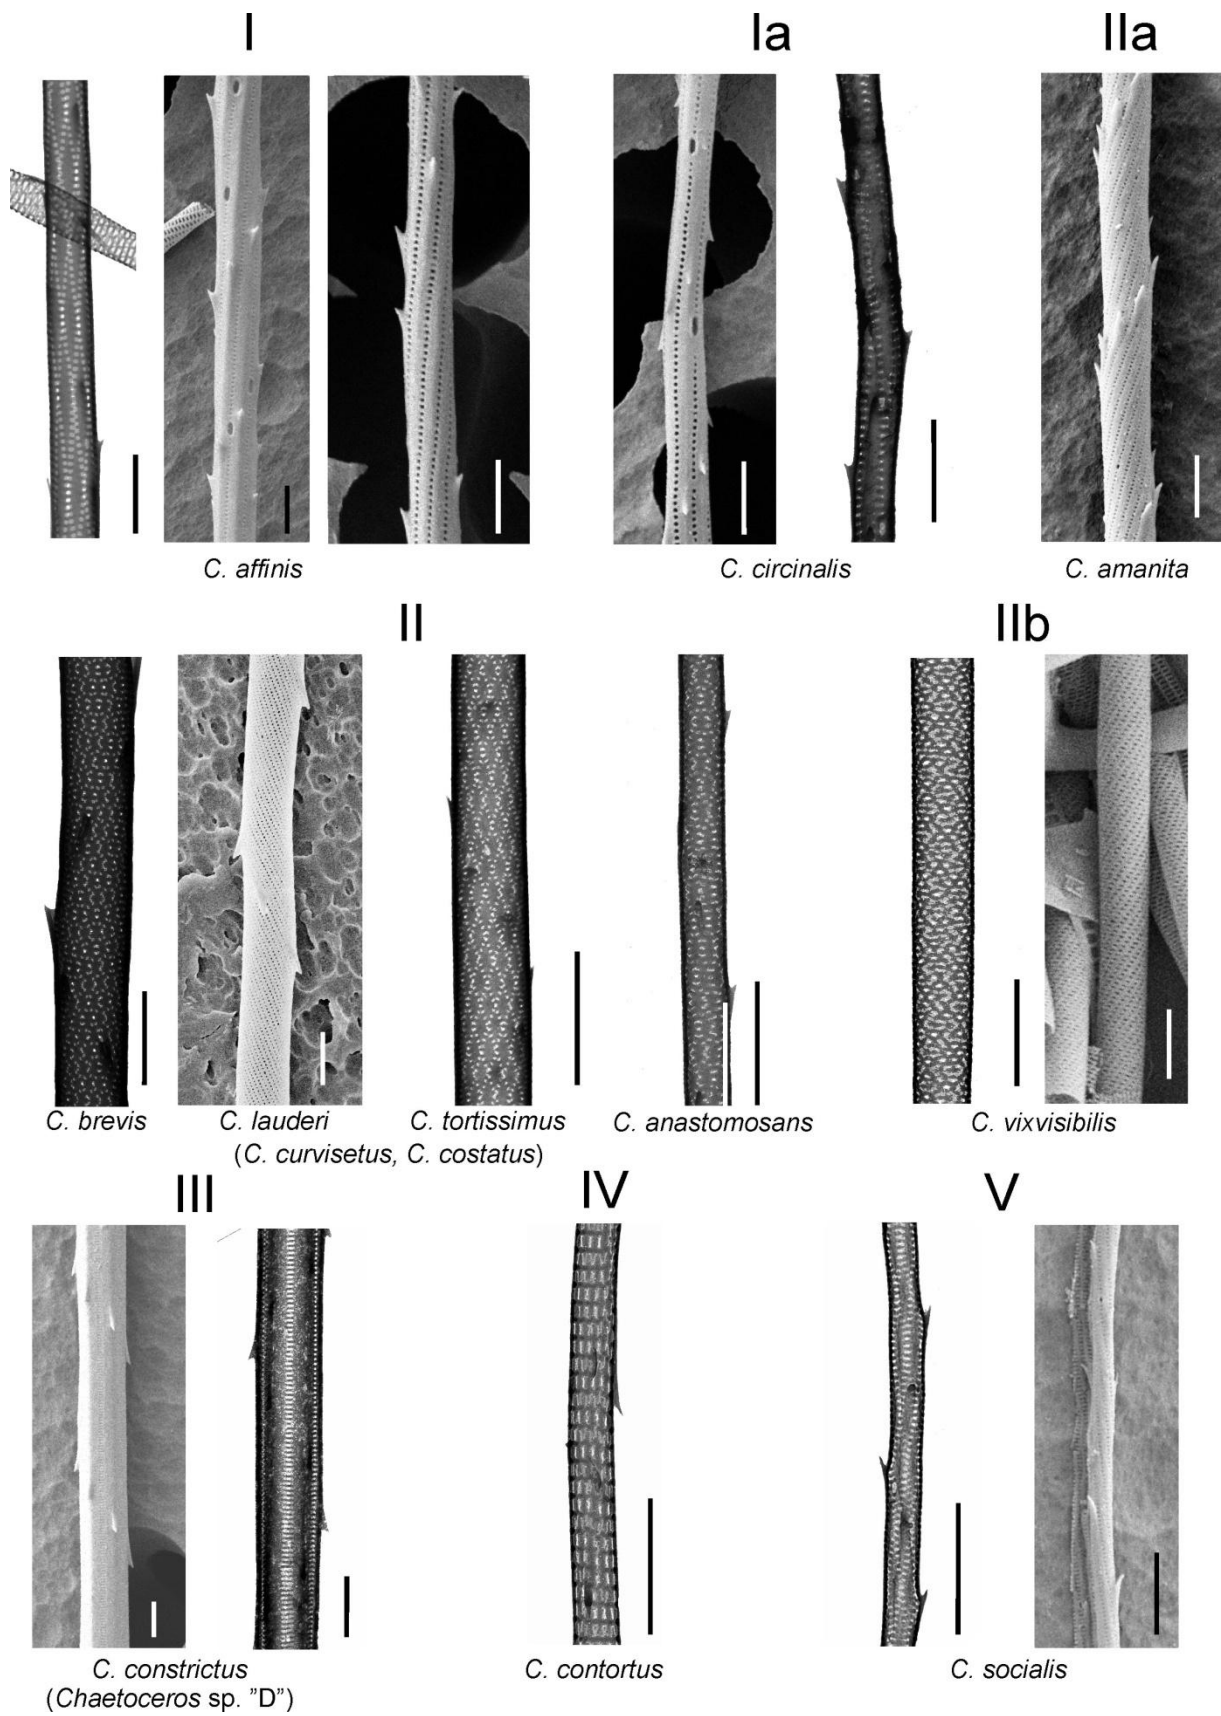 I Ia IIa
C. affinis C. circinalis C. amanita
II IIb
C. brevis C. lauderi C. tortissimus C. anastomosans C. vixvisibilis
(C. curvisetus, C. costatus)
III IV V
C. constrictus C. contortus C. socialis
(Chaetoceros sp. ”D”)